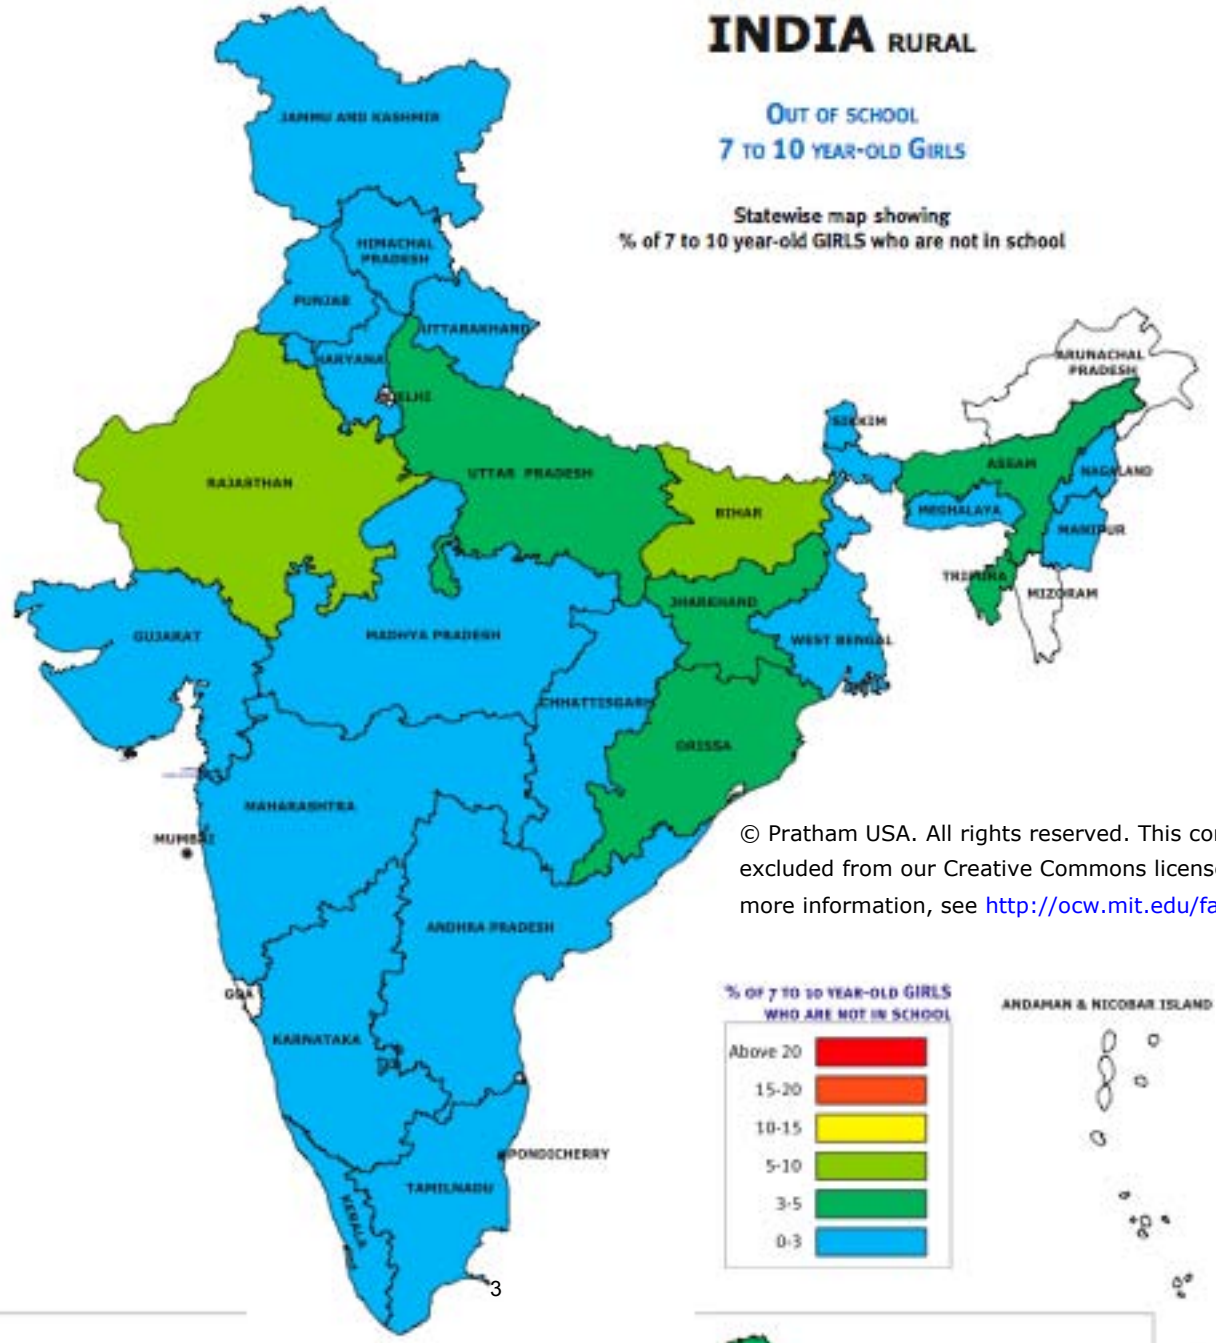 INDIA RURAL
OUT OF SCHOOL
7 TO 10 YEAR-OLD GIRLS
Statewise map showing
% of 7 to 10 year-old GIRLS who are not in school
JAMMU AND KASHMIR
HIMACHAL
PRADESH
PUNJAB
UTTARAKHAND
HARYANA
DELHI
ARUNACHAL
PRADESH
SIKKIM
RAJASTHAN
UTTAR PRADESH
BIHAR
ASSAM
NAGALAND
MEGHALAYA
MANIPUR
TRIPURA
MIZORAM
JHARKHAND
GUJARAT
MADHYA PRADESH
WEST BENGAL
CHHATTISGARH
ORISSA
MAHARASHTRA
MUMBAI
© Pratham USA. All rights reserved. This con
excluded from our Creative Commons license
more information, see http://ocw.mit.edu/fa
ANDHRA PRADESH
GOA
KARNATAKA
% OF 7 TO 10 YEAR-OLD GIRLS
WHO ARE NOT IN SCHOOL
Above 20
15-20
10-15
5-10
3-5
0-3
ANDAMAN & NICOBAR ISLAND
PONDICHERRY
TAMILNADU
KERALA
3